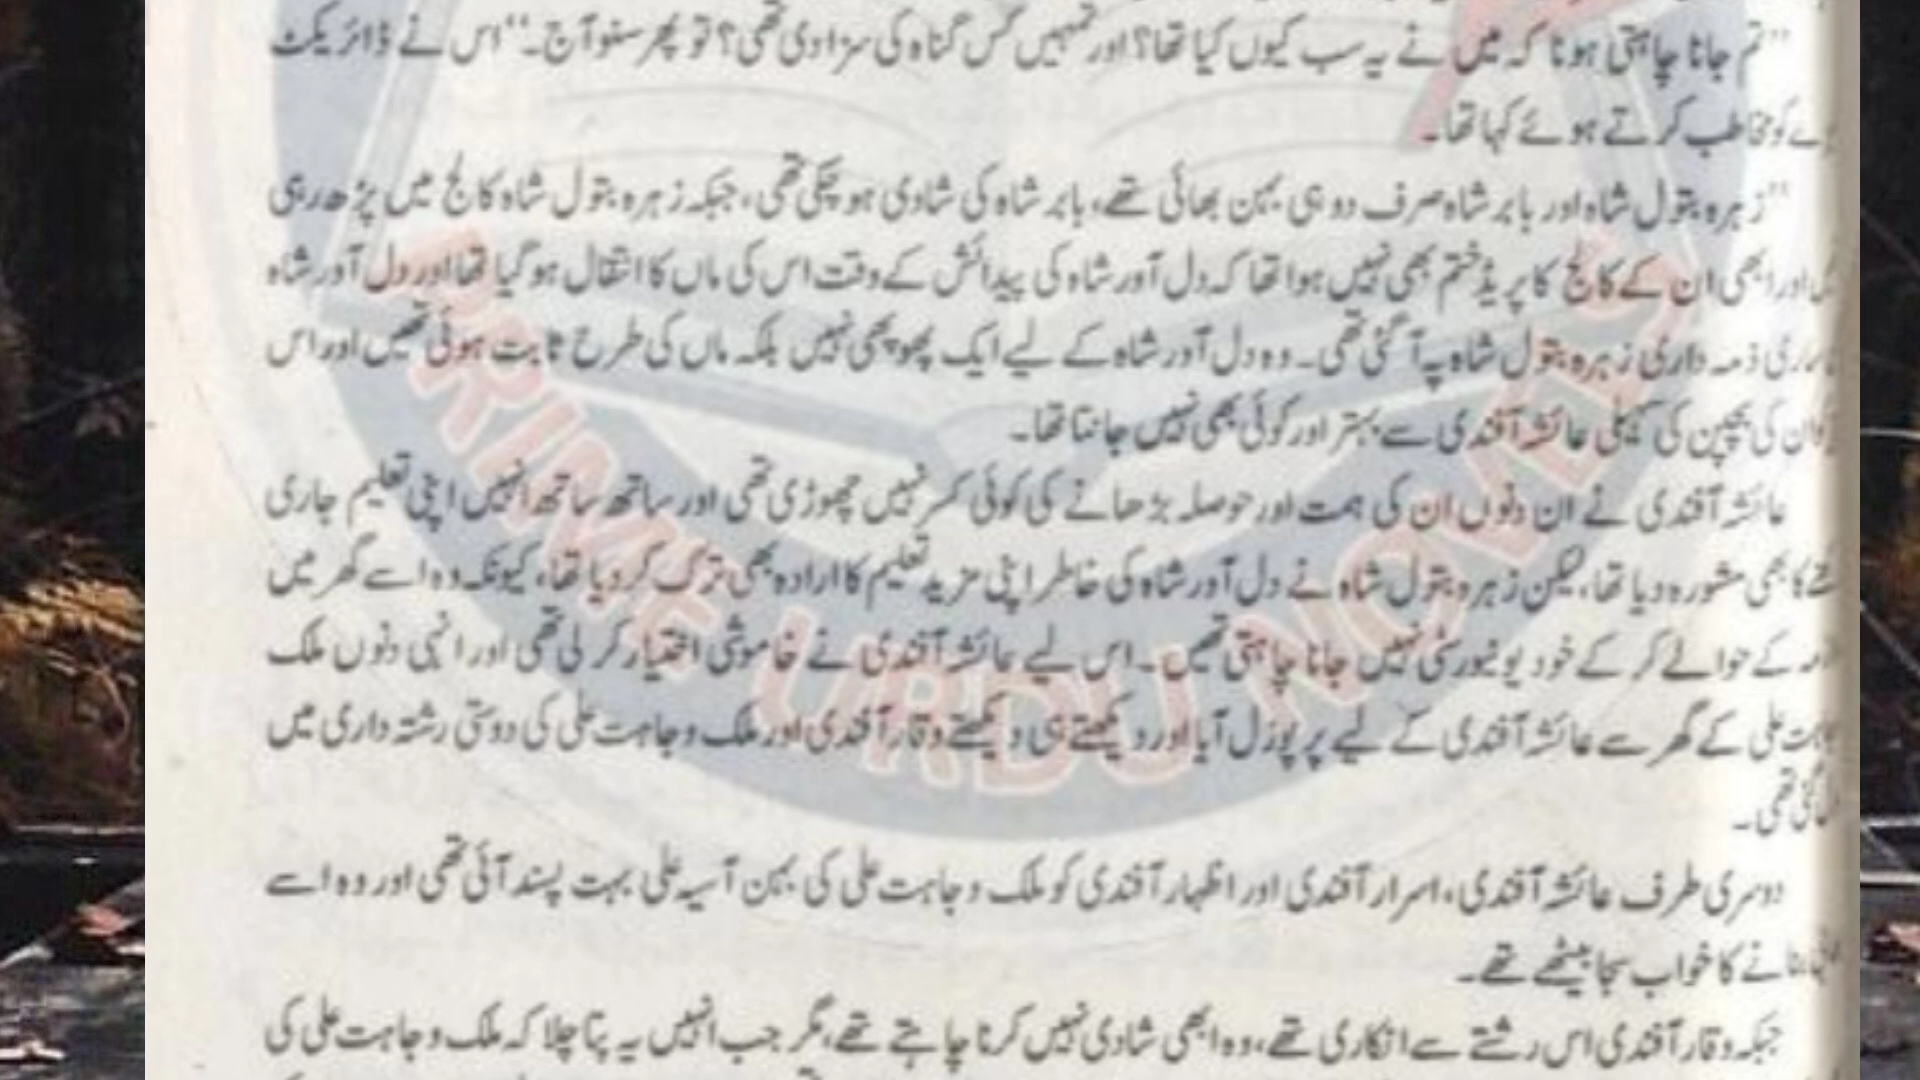 "تم جانا چاہتی ہونا کہ میں نے یہ سب کیوں کیا تھا؟ اور تمہیں کس گناہ کی سزا دی تھی؟ تو پھر سنو آج۔" اس نے ڈائریکٹ
کو مخاطب کرتے ہوئے کہا تھا۔
"زہرہ بتول شاہ اور بابر شاہ صرف دو ہی بہن بھائی تھے، بابر شاہ کی شادی ہو چکی تھی، جبکہ زہرہ بتول شاہ کالج میں پڑھ رہی
اور ابھی ان کے کالج کا پریڈ ختم بھی نہیں ہوا تھا کہ دل آور شاہ کی پیدائش کے وقت اس کی ماں کا انتقال ہو گیا تھا اور دل آور شاہ
ساری ذمہ داری زہرہ بتول شاہ پہ آ گئی تھی۔ وہ دل آور شاہ کے لیے ایک پھوپھی نہیں بلکہ ماں کی طرح ثابت ہوئی تھیں اور اس
ان کی بچپن کی سہیلی عائشہ آفندی سے بہتر اور کوئی بھی نہیں جانتا تھا۔
عائشہ آفندی نے ان دنوں ان کی ہمت اور حوصلہ بڑھانے کی کوئی کسر نہیں چھوڑی تھی اور ساتھ ساتھ انہیں اپنی تعلیم جاری
کا بھی مشورہ دیا تھا، لیکن زہرہ بتول شاہ نے دل آور شاہ کی خاطر اپنی مزید تعلیم کا ارادہ بھی ترک کر دیا تھا، کیونکہ وہ اسے گھر میں
کے حوالے کر کے خود یونیورسٹی نہیں جانا چاہتی تھیں۔ اس لیے عائشہ آفندی نے خاموشی اختیار کر لی تھی اور انہی دنوں ملک
علی کے گھر سے عائشہ آفندی کے لیے پرپوزل آیا اور دیکھتے ہی دیکھتے وقار آفندی اور ملک وجاہت علی کی دوستی رشتہ داری میں
تھی۔
دوسری طرف عائشہ آفندی، اسرار آفندی اور اظہار آفندی کو ملک وجاہت علی کی بہن آسیہ علی بہت پسند آئی تھی اور وہ اسے
بنانے کا خواب سجا بیٹھے تھے۔
جبکہ وقار آفندی اس رشتے سے انکاری تھے، وہ ابھی شادی نہیں کرنا چاہتے تھے، مگر جب انہیں یہ پتا چلا کہ ملک وجاہت علی کی
PRIME URDU NOVELS